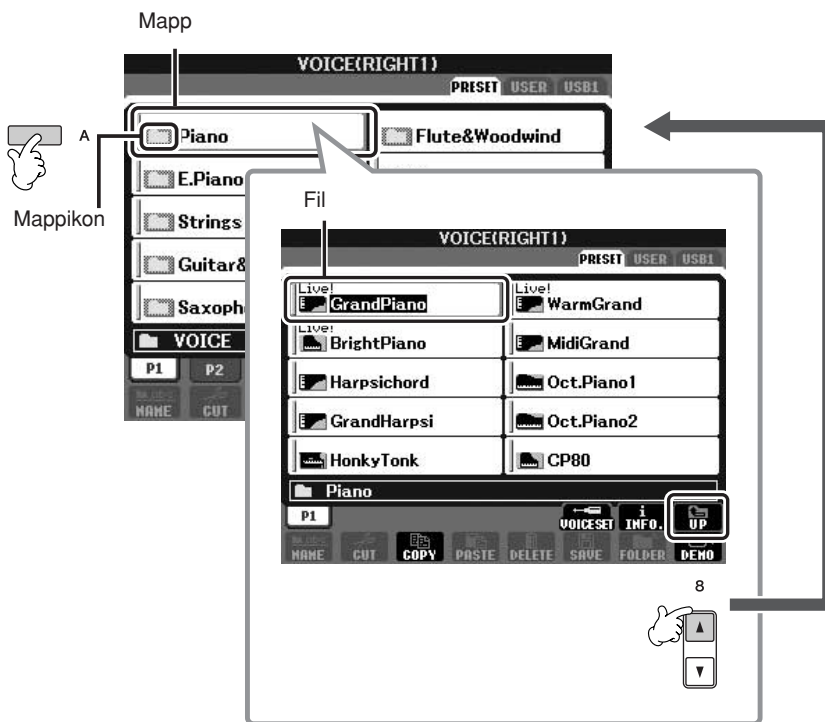 Mapp
VOICE(RIGHT1)
PRESET USER USB1
A
Piano
Flute&Woodwind
Mappikon
E.Piano
Strings
Guitar&
Saxoph
VOICE
P1 P2
NAME CUT
Fil
VOICE(RIGHT1)
PRESET USER USB1
Live!
GrandPiano
Live!
WarmGrand
Live!
BrightPiano
MidiGrand
Harpsichord
Oct.Piano1
GrandHarpsi
Oct.Piano2
HonkyTonk
CP80
Piano
P1
VOICESET
i
INFO.
UP
NAME CUT COPY PASTE DELETE SAVE FOLDER DEMO
8